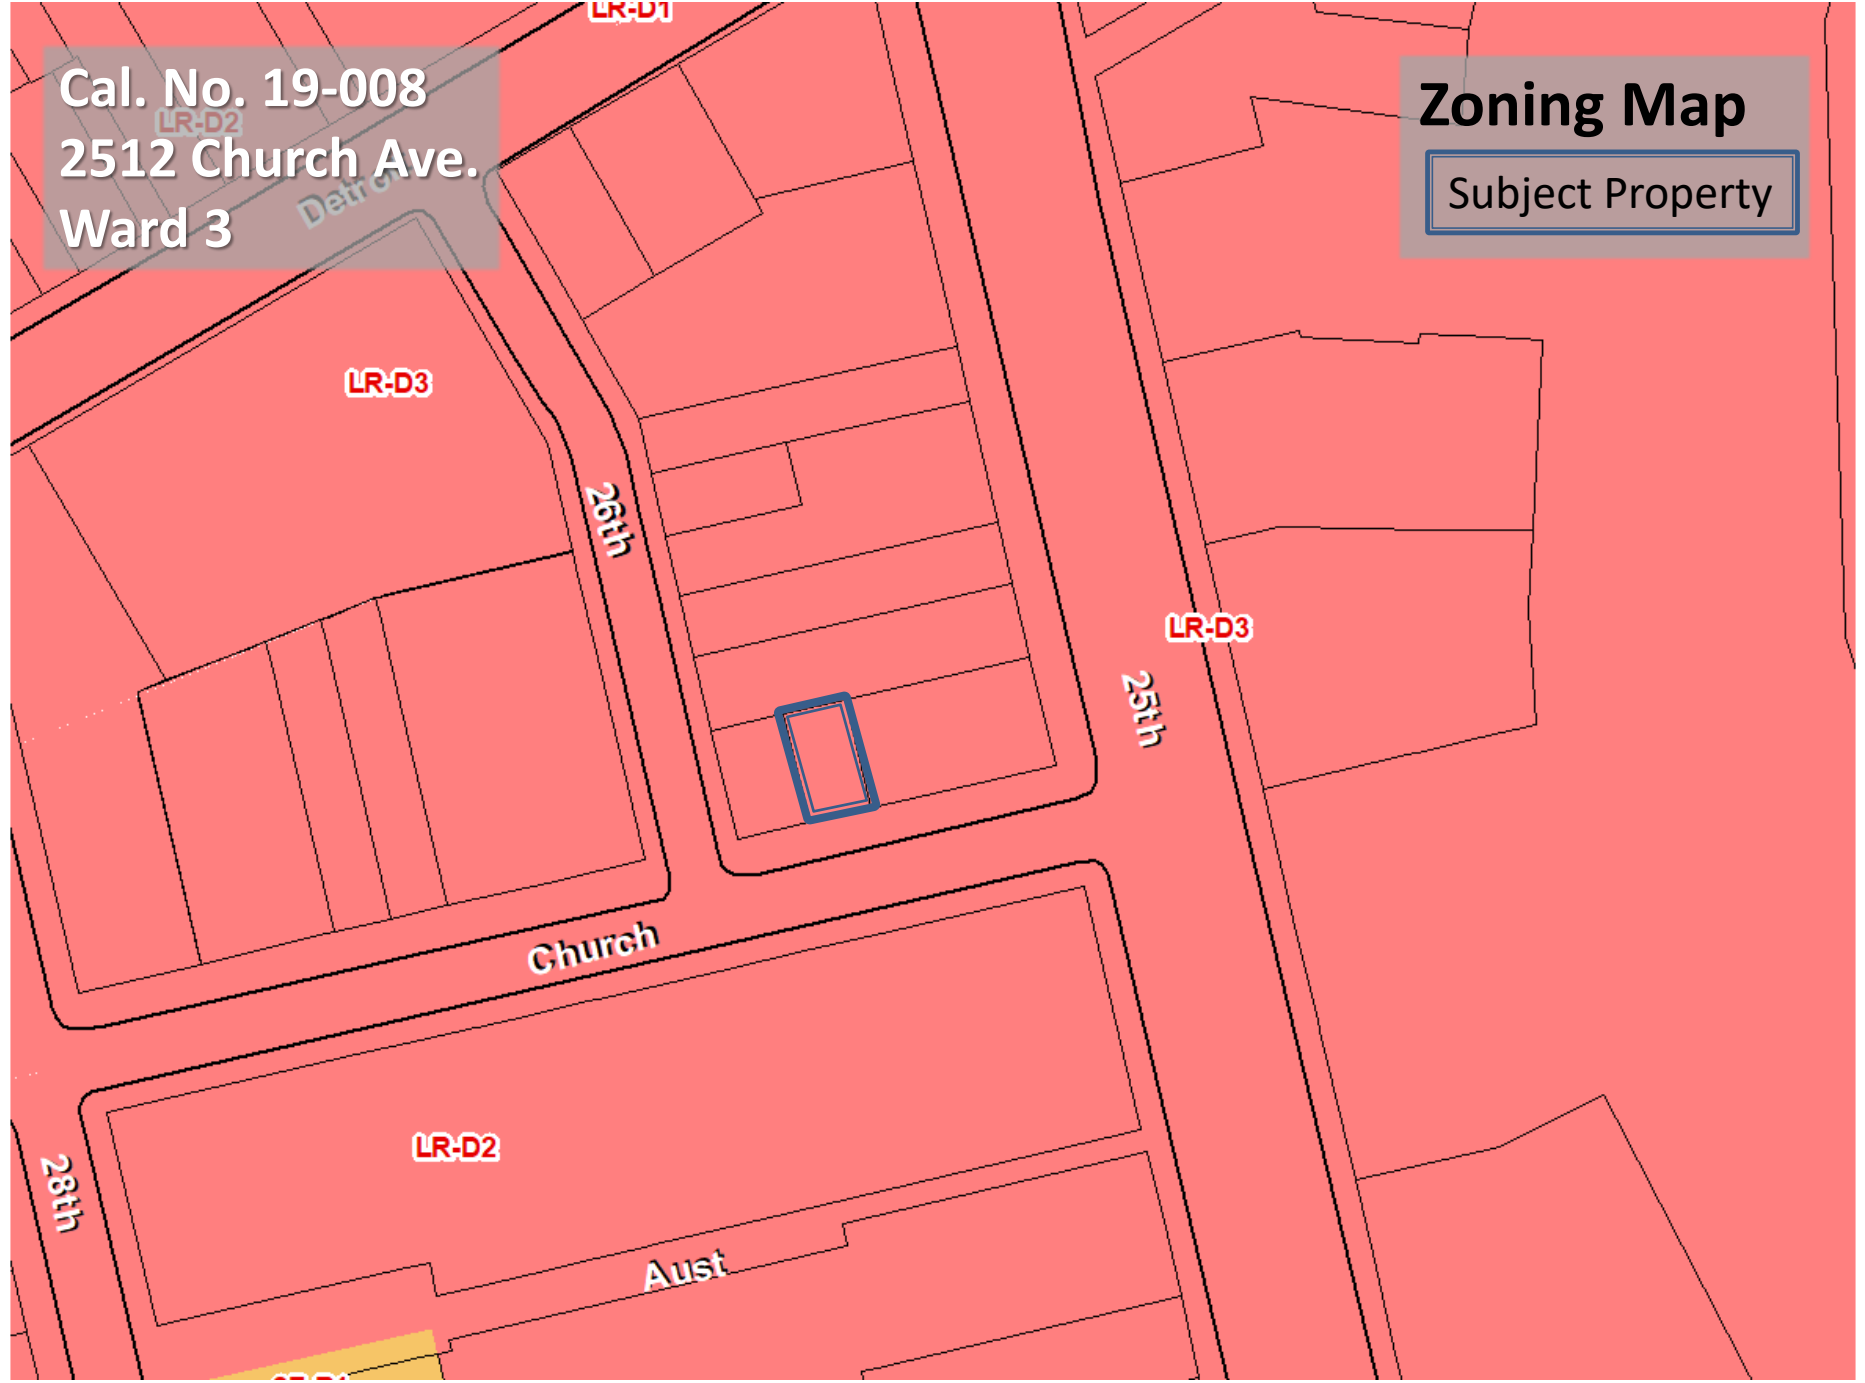 LR-D1
Cal. No. 19-008
LR-D2
2512 Church Ave.
Ward 3
Zoning Map
Subject Property
LR-D3
26th
LR-D3
25th
Church
LR-D2
28th
Aust